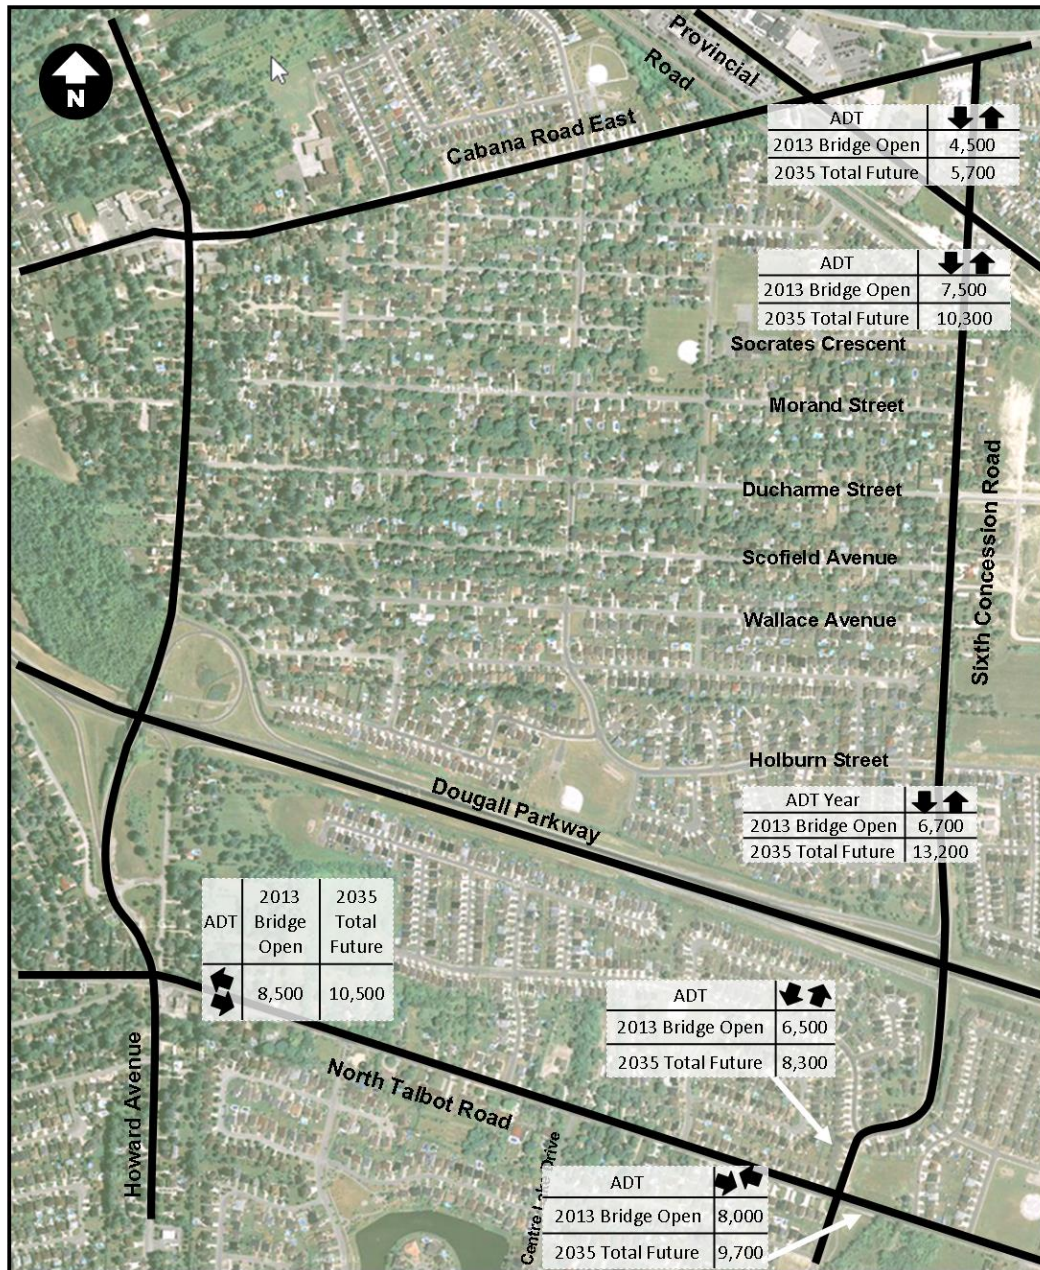 N
Provincial
Road
Cabana Road East
ADT
2013 Bridge Open 4,500
2035 Total Future 5,700
ADT
2013 Bridge Open 7,500
2035 Total Future 10,300
Socrates Crescent
Morand Street
Ducharme Street
Sixth Concession Road
Scofield Avenue
Wallace Avenue
Holburn Street
Dougall Parkway
ADT Year
2013 Bridge Open 6,700
2035 Total Future 13,200
ADT 2013 Bridge Open 2035 Total Future
8,500 10,500
ADT
2013 Bridge Open 6,500
2035 Total Future 8,300
North Talbot Road
Howard Avenue
Centre Lake Drive
ADT
2013 Bridge Open 8,000
2035 Total Future 9,700